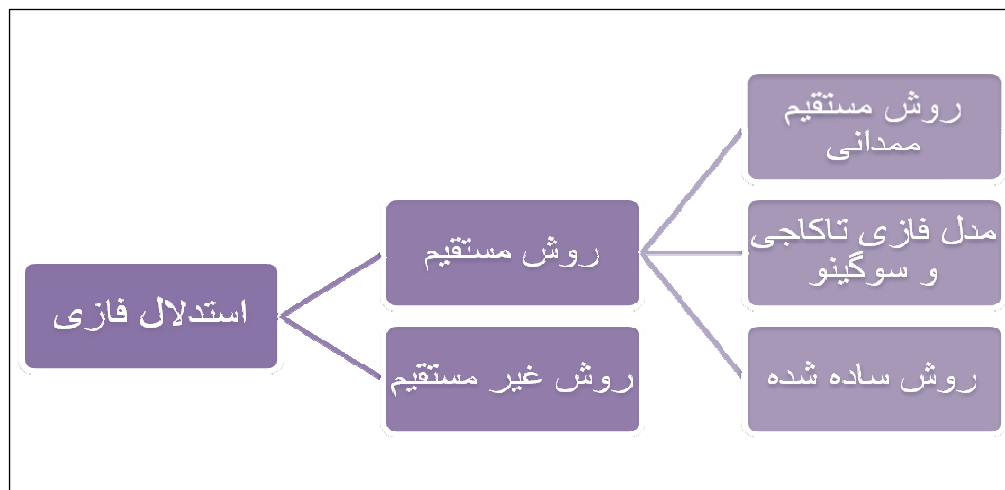 استدلال فازی
روش مستقیم
روش غیر مستقیم
روش مستقیم
ممدانی
مدل فازی تاکاجی
و سوگینو
روش ساده شده